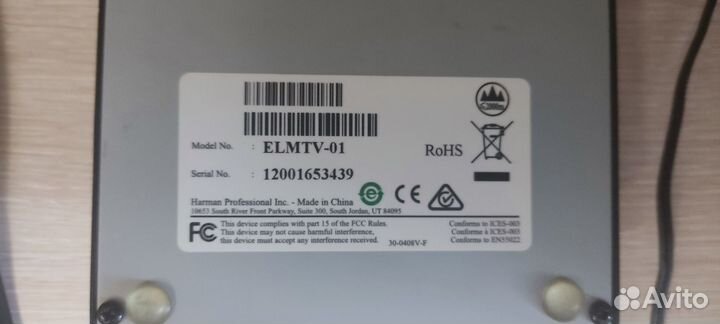 ≤2000m
Model No. : ELMTV-01
RoHS
Serial No. : 12001653439
Harman Professional Inc. - Made in China
10653 South River Front Parkway, Suite 300, South Jordan, UT 84095
CE
FC This device complies with part 15 of the FCC Rules.
This device may not cause harmful interference,
this device must accept any interference received.
30-0408V-F
Conforms to ICES-003
Conforme à ICES-003
Conforms to EN55022
Avito